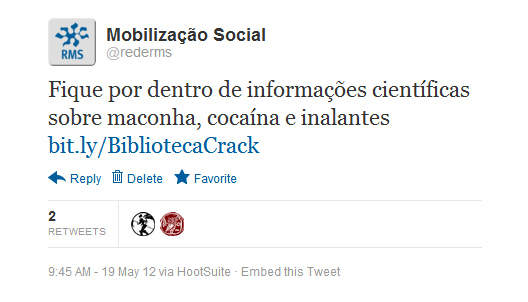 RMS
Mobilização Social
@rederms
Fique por dentro de informações científicas
sobre maconha, cocaína e inalantes
bit.ly/BibliotecaCrack
Reply Delete Favorite
2
RETWEETS
9:45 AM - 19 May 12 via HootSuite · Embed this Tweet